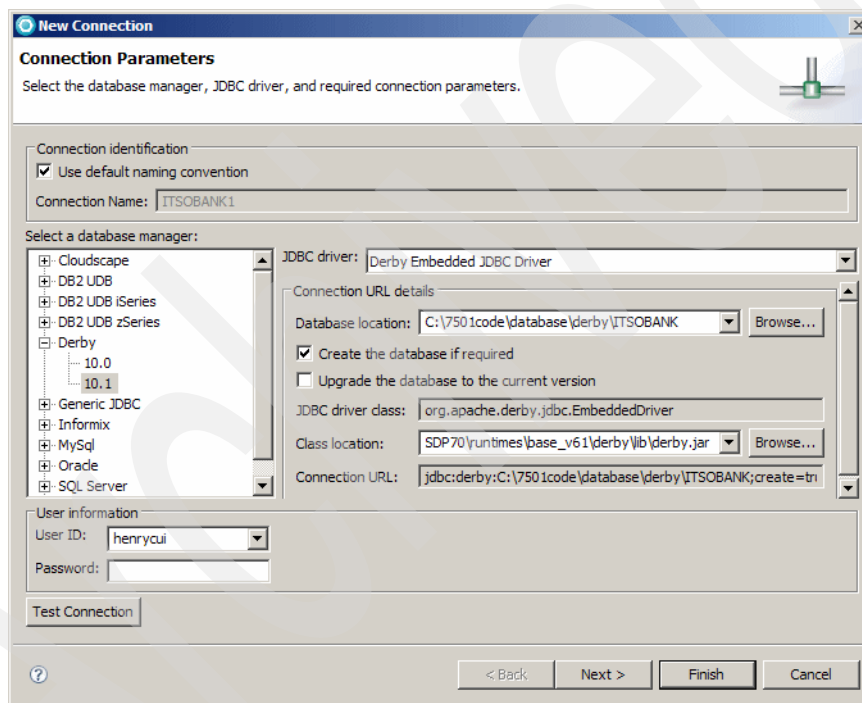 New Connection
Connection Parameters
Select the database manager, JDBC driver, and required connection parameters.
Connection identification
Use default naming convention
Connection Name: ITSOBANK1
Select a database manager:
Cloudscape
DB2 UDB
DB2 UDB iSeries
DB2 UDB zSeries
Derby
10.0
10.1
Generic JDBC
Informix
MySql
Oracle
SQL Server
JDBC driver: Derby Embedded JDBC Driver
Connection URL details
Database location: C:\7501code\database\derby\ITSOBANK Browse...
Create the database if required
Upgrade the database to the current version
JDBC driver class: org.apache.derby.jdbc.EmbeddedDriver
Class location: SDP70\runtimes\base_v61\derby\lib\derby.jar Browse...
Connection URL: jdbc:derby:C:\7501code\database\derby\ITSOBANK;create=tru
User information
User ID: henrycui
Password:
Test Connection
? < Back Next > Finish Cancel